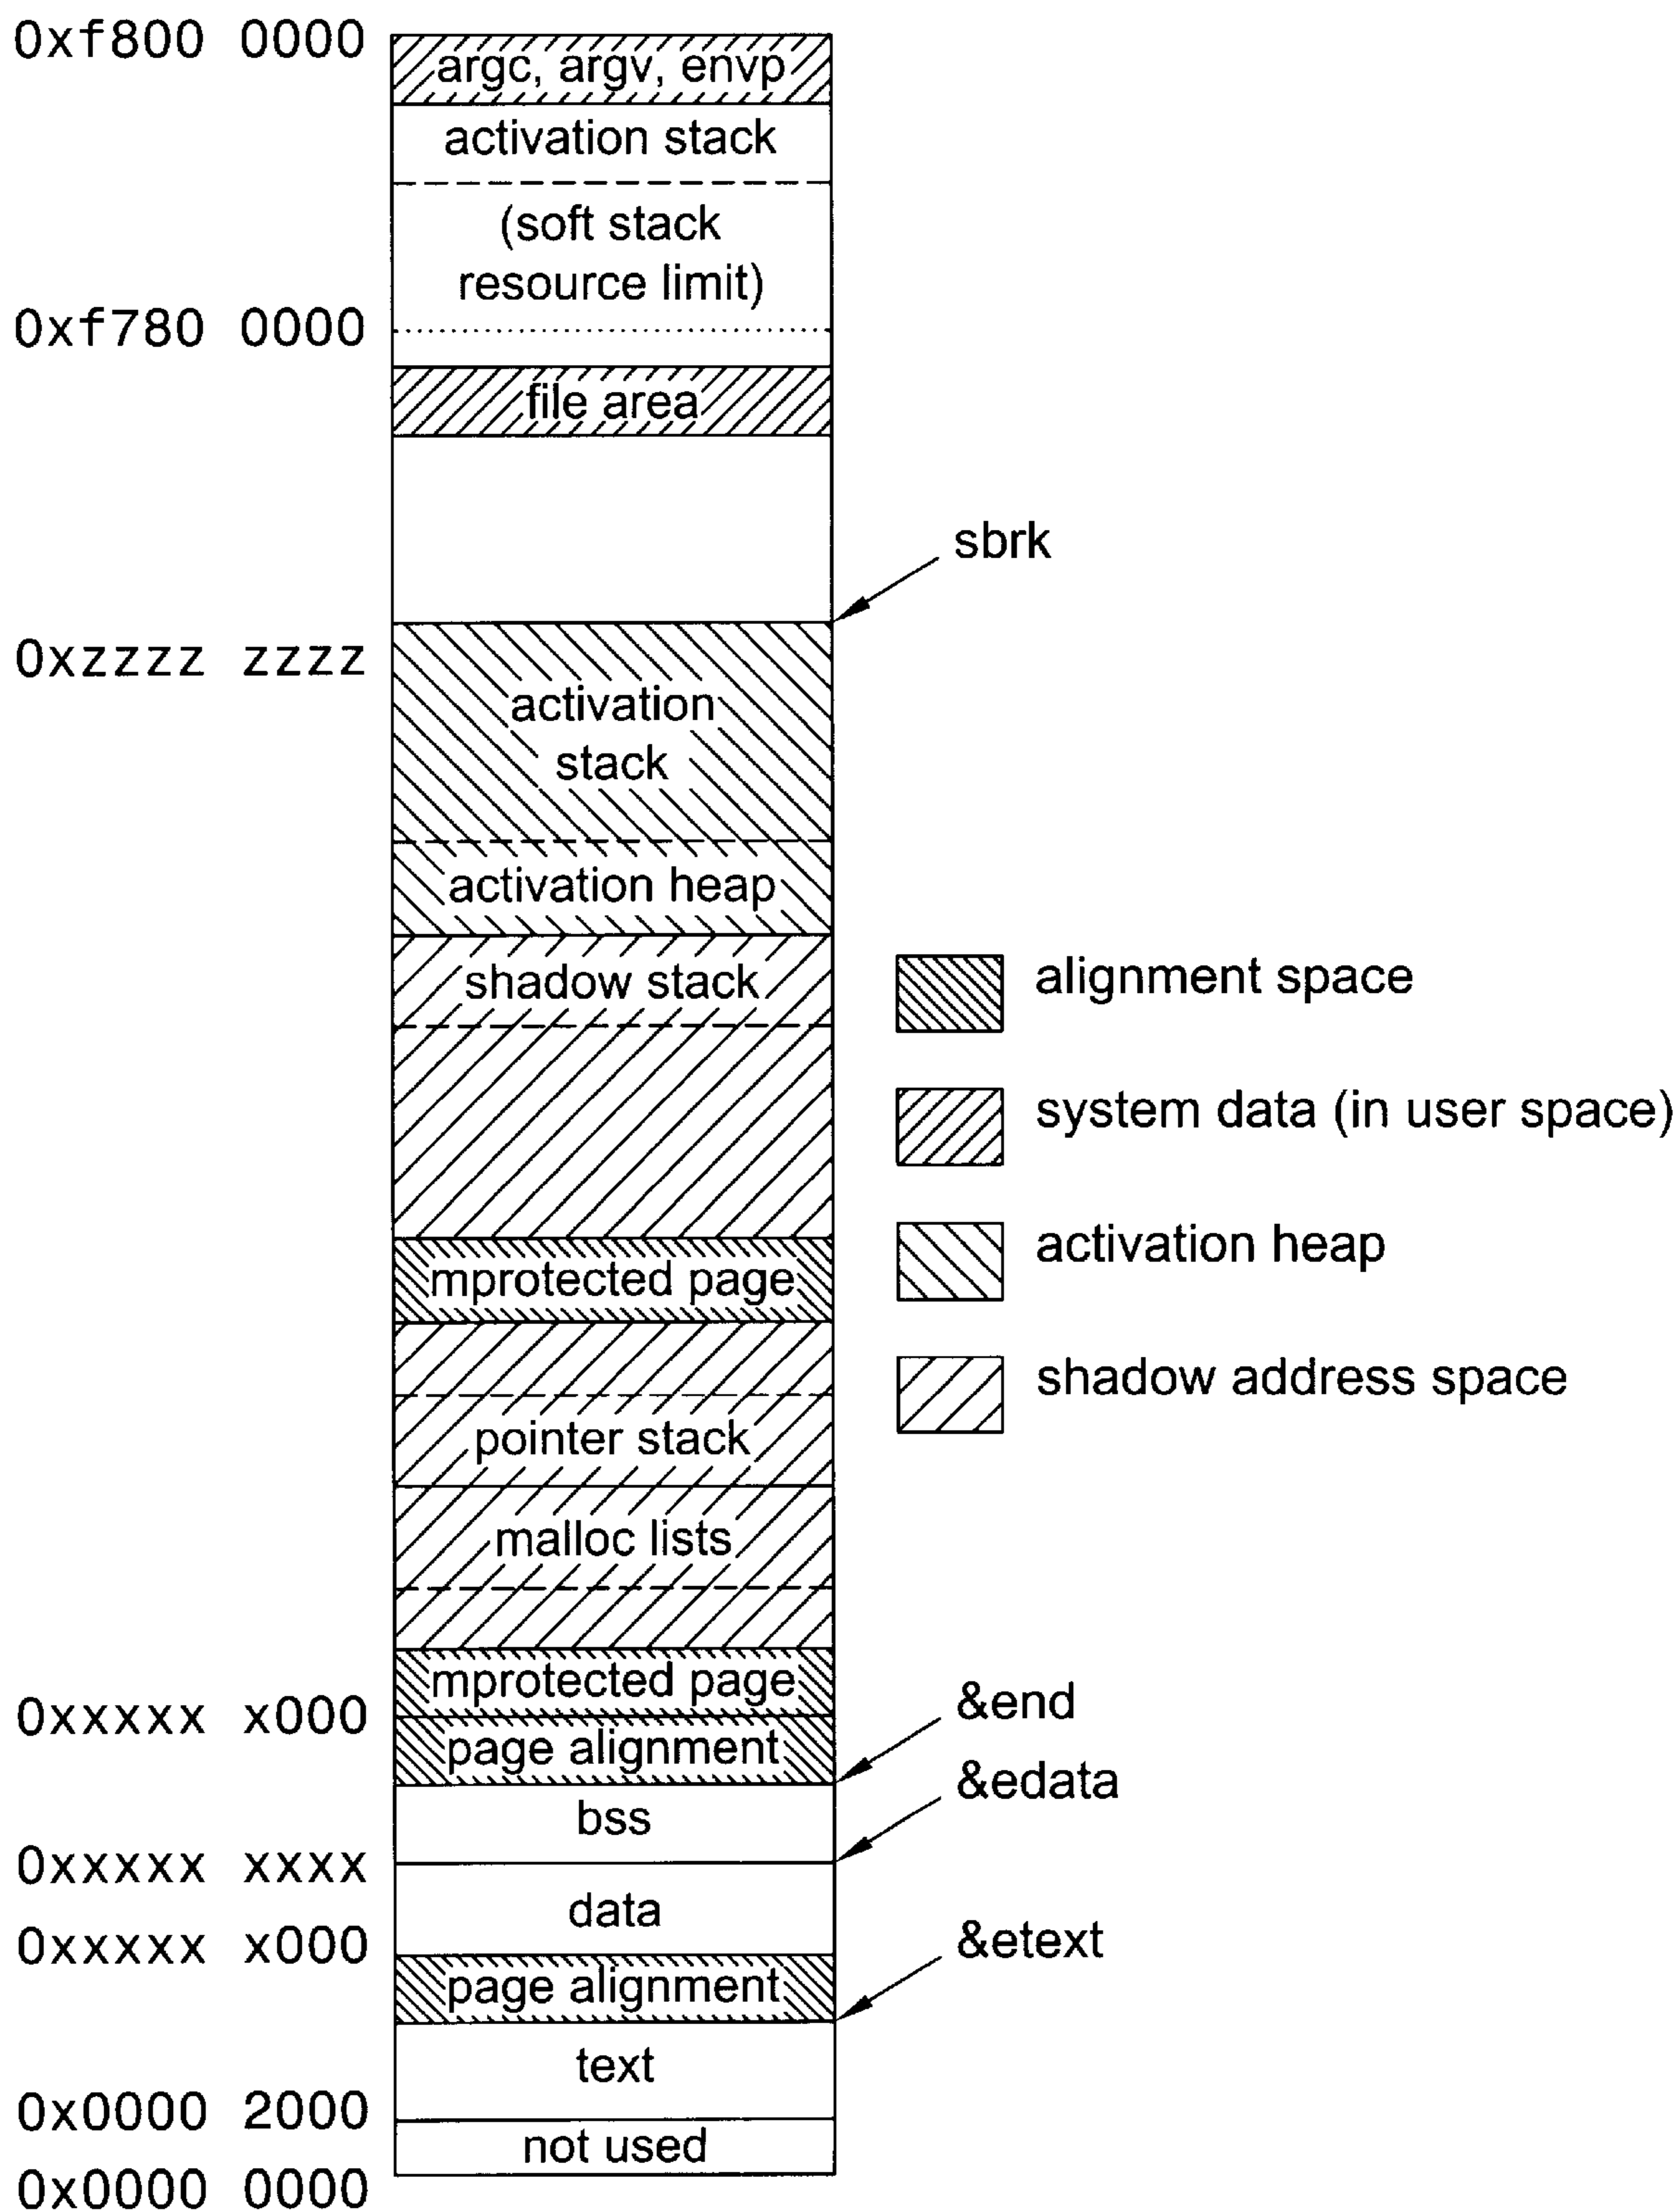 0xf800 0000
argc, argv, envp
activation stack
(soft stack
resource limit)
0xf780 0000
file area
sbrk
0xzzzz zzzz
activation
stack
activation heap
shadow stack
alignment space
system data (in user space)
mprotected page
activation heap
shadow address space
pointer stack
malloc lists
mprotected page
&end
0xxxxx x000
page alignment
&edata
bss
0xxxxx xxxx
data
0xxxxx x000
&etext
page alignment
text
0x0000 2000
not used
0x0000 0000